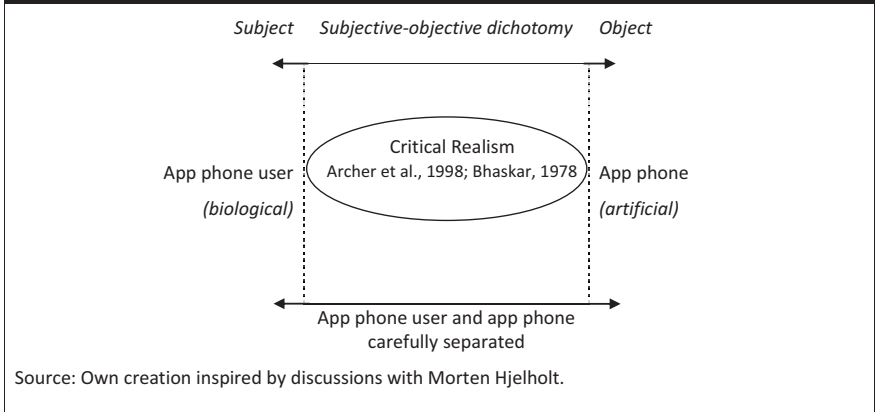 Subject Subjective-objective dichotomy Object
Critical Realism
Archer et al., 1998; Bhaskar, 1978
App phone user
(biological)
App phone
(artificial)
App phone user and app phone
carefully separated
Source: Own creation inspired by discussions with Morten Hjelholt.